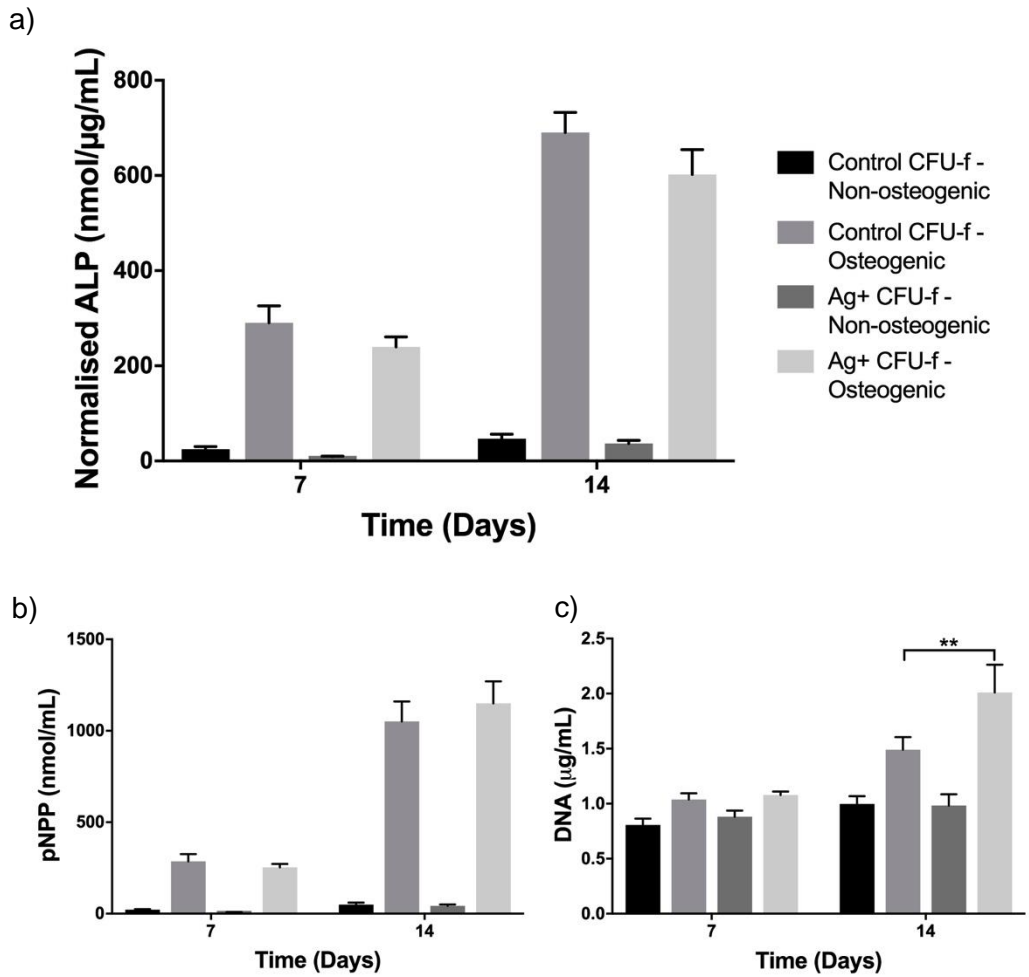 a)
Normalised ALP (nmol/µg/mL)
800
600
400
200
0
7
14
Time (Days)
Control CFU-f -
Non-osteogenic
Control CFU-f -
Osteogenic
Ag+ CFU-f -
Non-osteogenic
Ag+ CFU-f -
Osteogenic
b)
pNPP (nmol/mL)
1500
1000
500
0
7
14
Time (Days)
c)
DNA (µg/mL)
2.5
2.0
1.5
1.0
0.5
0.0
**
7
14
Time (Days)